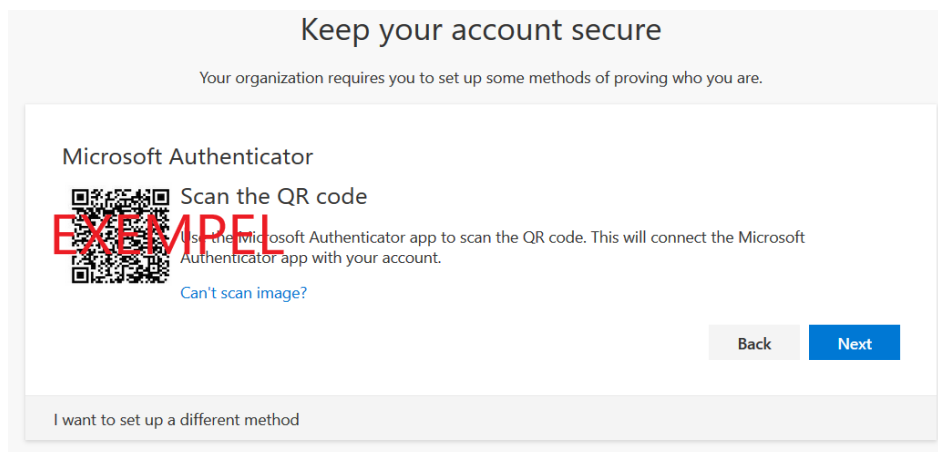 Keep your account secure
Your organization requires you to set up some methods of proving who you are.
Microsoft Authenticator
Scan the QR code
EXEMPEL
Use the Microsoft Authenticator app to scan the QR code. This will connect the Microsoft
Authenticator app with your account.
Can't scan image?
Back
Next
I want to set up a different method